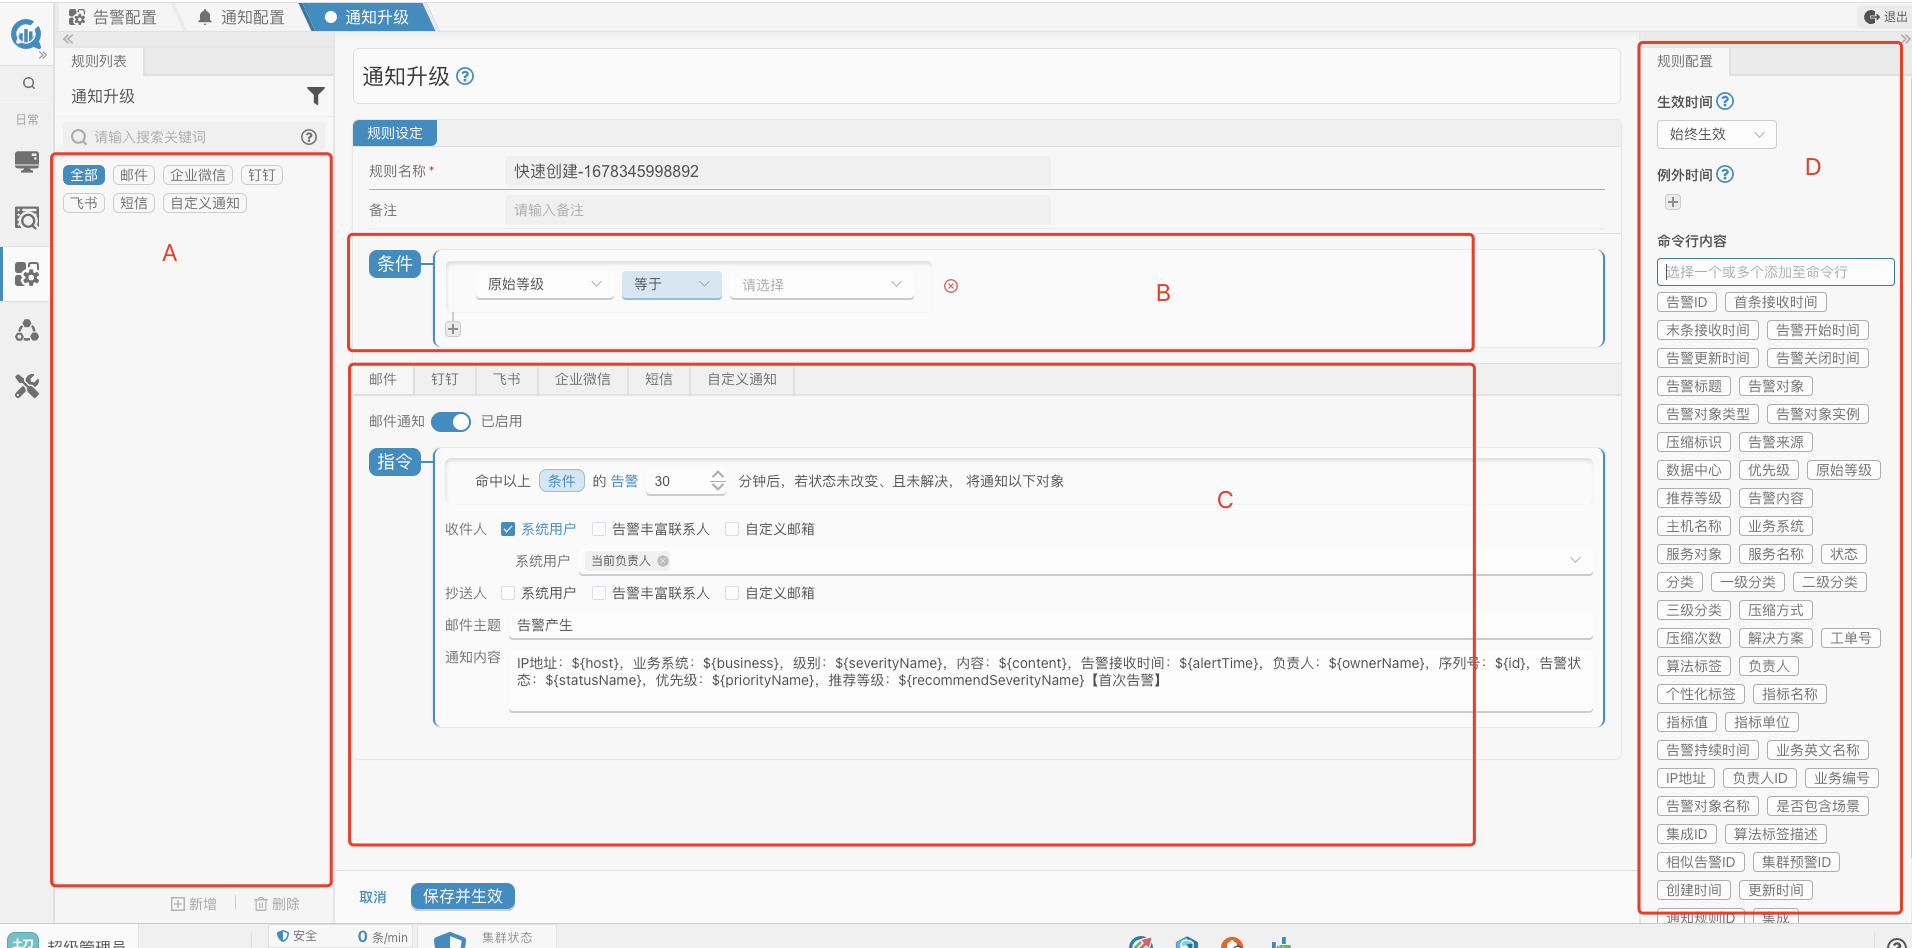 告警配置
通知配置
通知升级
退出
规则列表
通知升级
请输入搜索关键词
日常
全部
邮件
企业微信
钉钉
飞书
短信
自定义通知
A
新增
删除
通知升级
规则设定
规则名称*
快速创建-1678345998892
备注
请输入备注
条件
原始等级
等于
请选择
B
邮件
钉钉
飞书
企业微信
短信
自定义通知
邮件通知
已启用
指令
命中以上 条件 的 告警 30 分钟后，若状态未改变、且未解决， 将通知以下对象
C
收件人 系统用户 告警丰富联系人 自定义邮箱
系统用户 当前负责人
抄送人 系统用户 告警丰富联系人 自定义邮箱
邮件主题 告警产生
通知内容
IP地址：${host}，业务系统：${business}，级别：${severityName}，内容：${content}，告警接收时间：${alertTime}，负责人：${ownerName}，序列号：${id}，告警状
态：${statusName}，优先级：${priorityName}，推荐等级：${recommendSeverityName}【首次告警】
取消
保存并生效
规则配置
生效时间
始终生效
D
例外时间
命令行内容
选择一个或多个添加至命令行
告警ID 首条接收时间
末条接收时间 告警开始时间
告警更新时间 告警关闭时间
告警标题 告警对象
告警对象类型 告警对象实例
压缩标识 告警来源
数据中心 优先级 原始等级
推荐等级 告警内容
主机名称 业务系统
服务对象 服务名称 状态
分类 一级分类 二级分类
三级分类 压缩方式
压缩次数 解决方案 工单号
算法标签 负责人
个性化标签 指标名称
指标值 指标单位
告警持续时间 业务英文名称
IP地址 负责人ID 业务编号
告警对象名称 是否包含场景
集成ID 算法标签描述
相似告警ID 集群预警ID
创建时间 更新时间
通知规则ID 集成
超 超级管理员
安全 0 条/min
集群状态